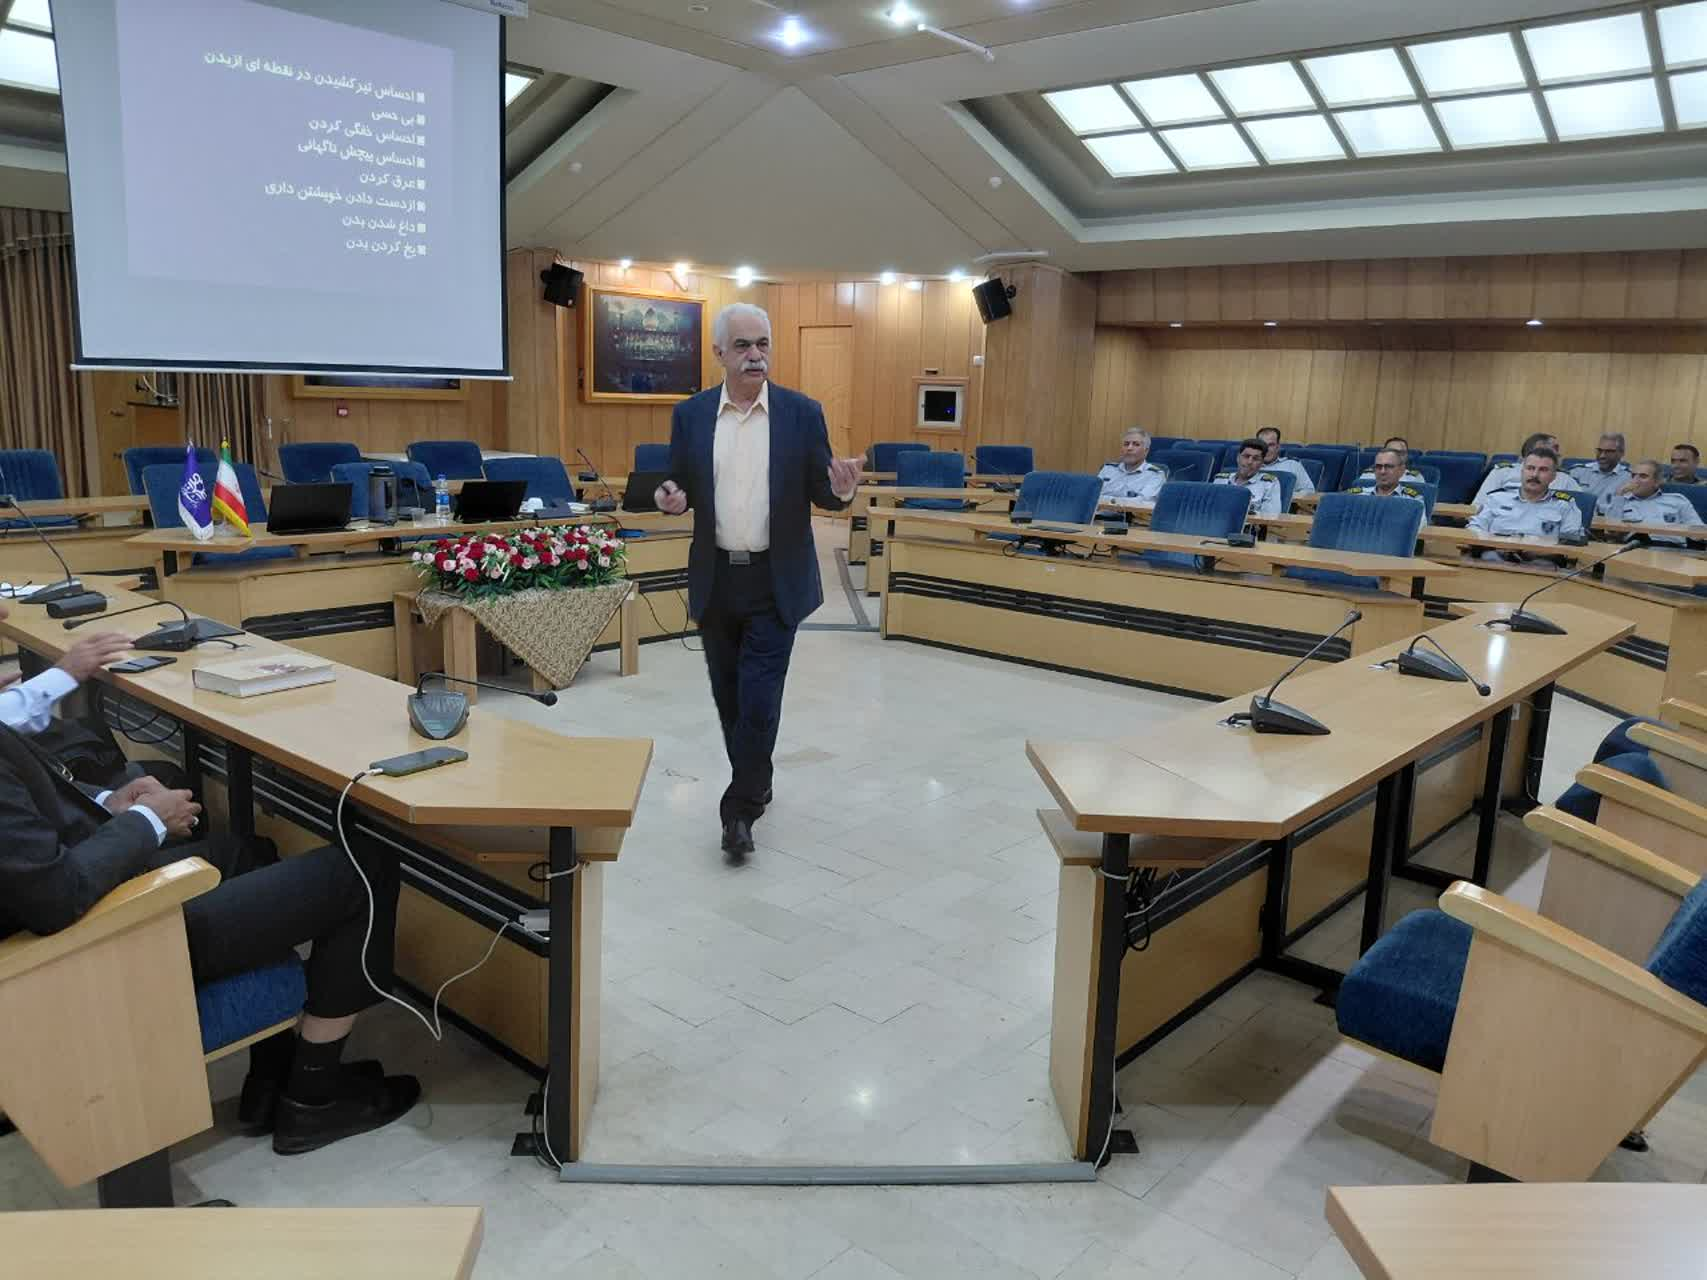 احساس تیرکشیدن در نقطه ای ازبدن
بی حسی
احساس خفگی کردن
احساس پیچش ناگهانی
عرق کردن
ازدست دادن خویشتن داری
داغ شدن بدن
یخ کردن بدن